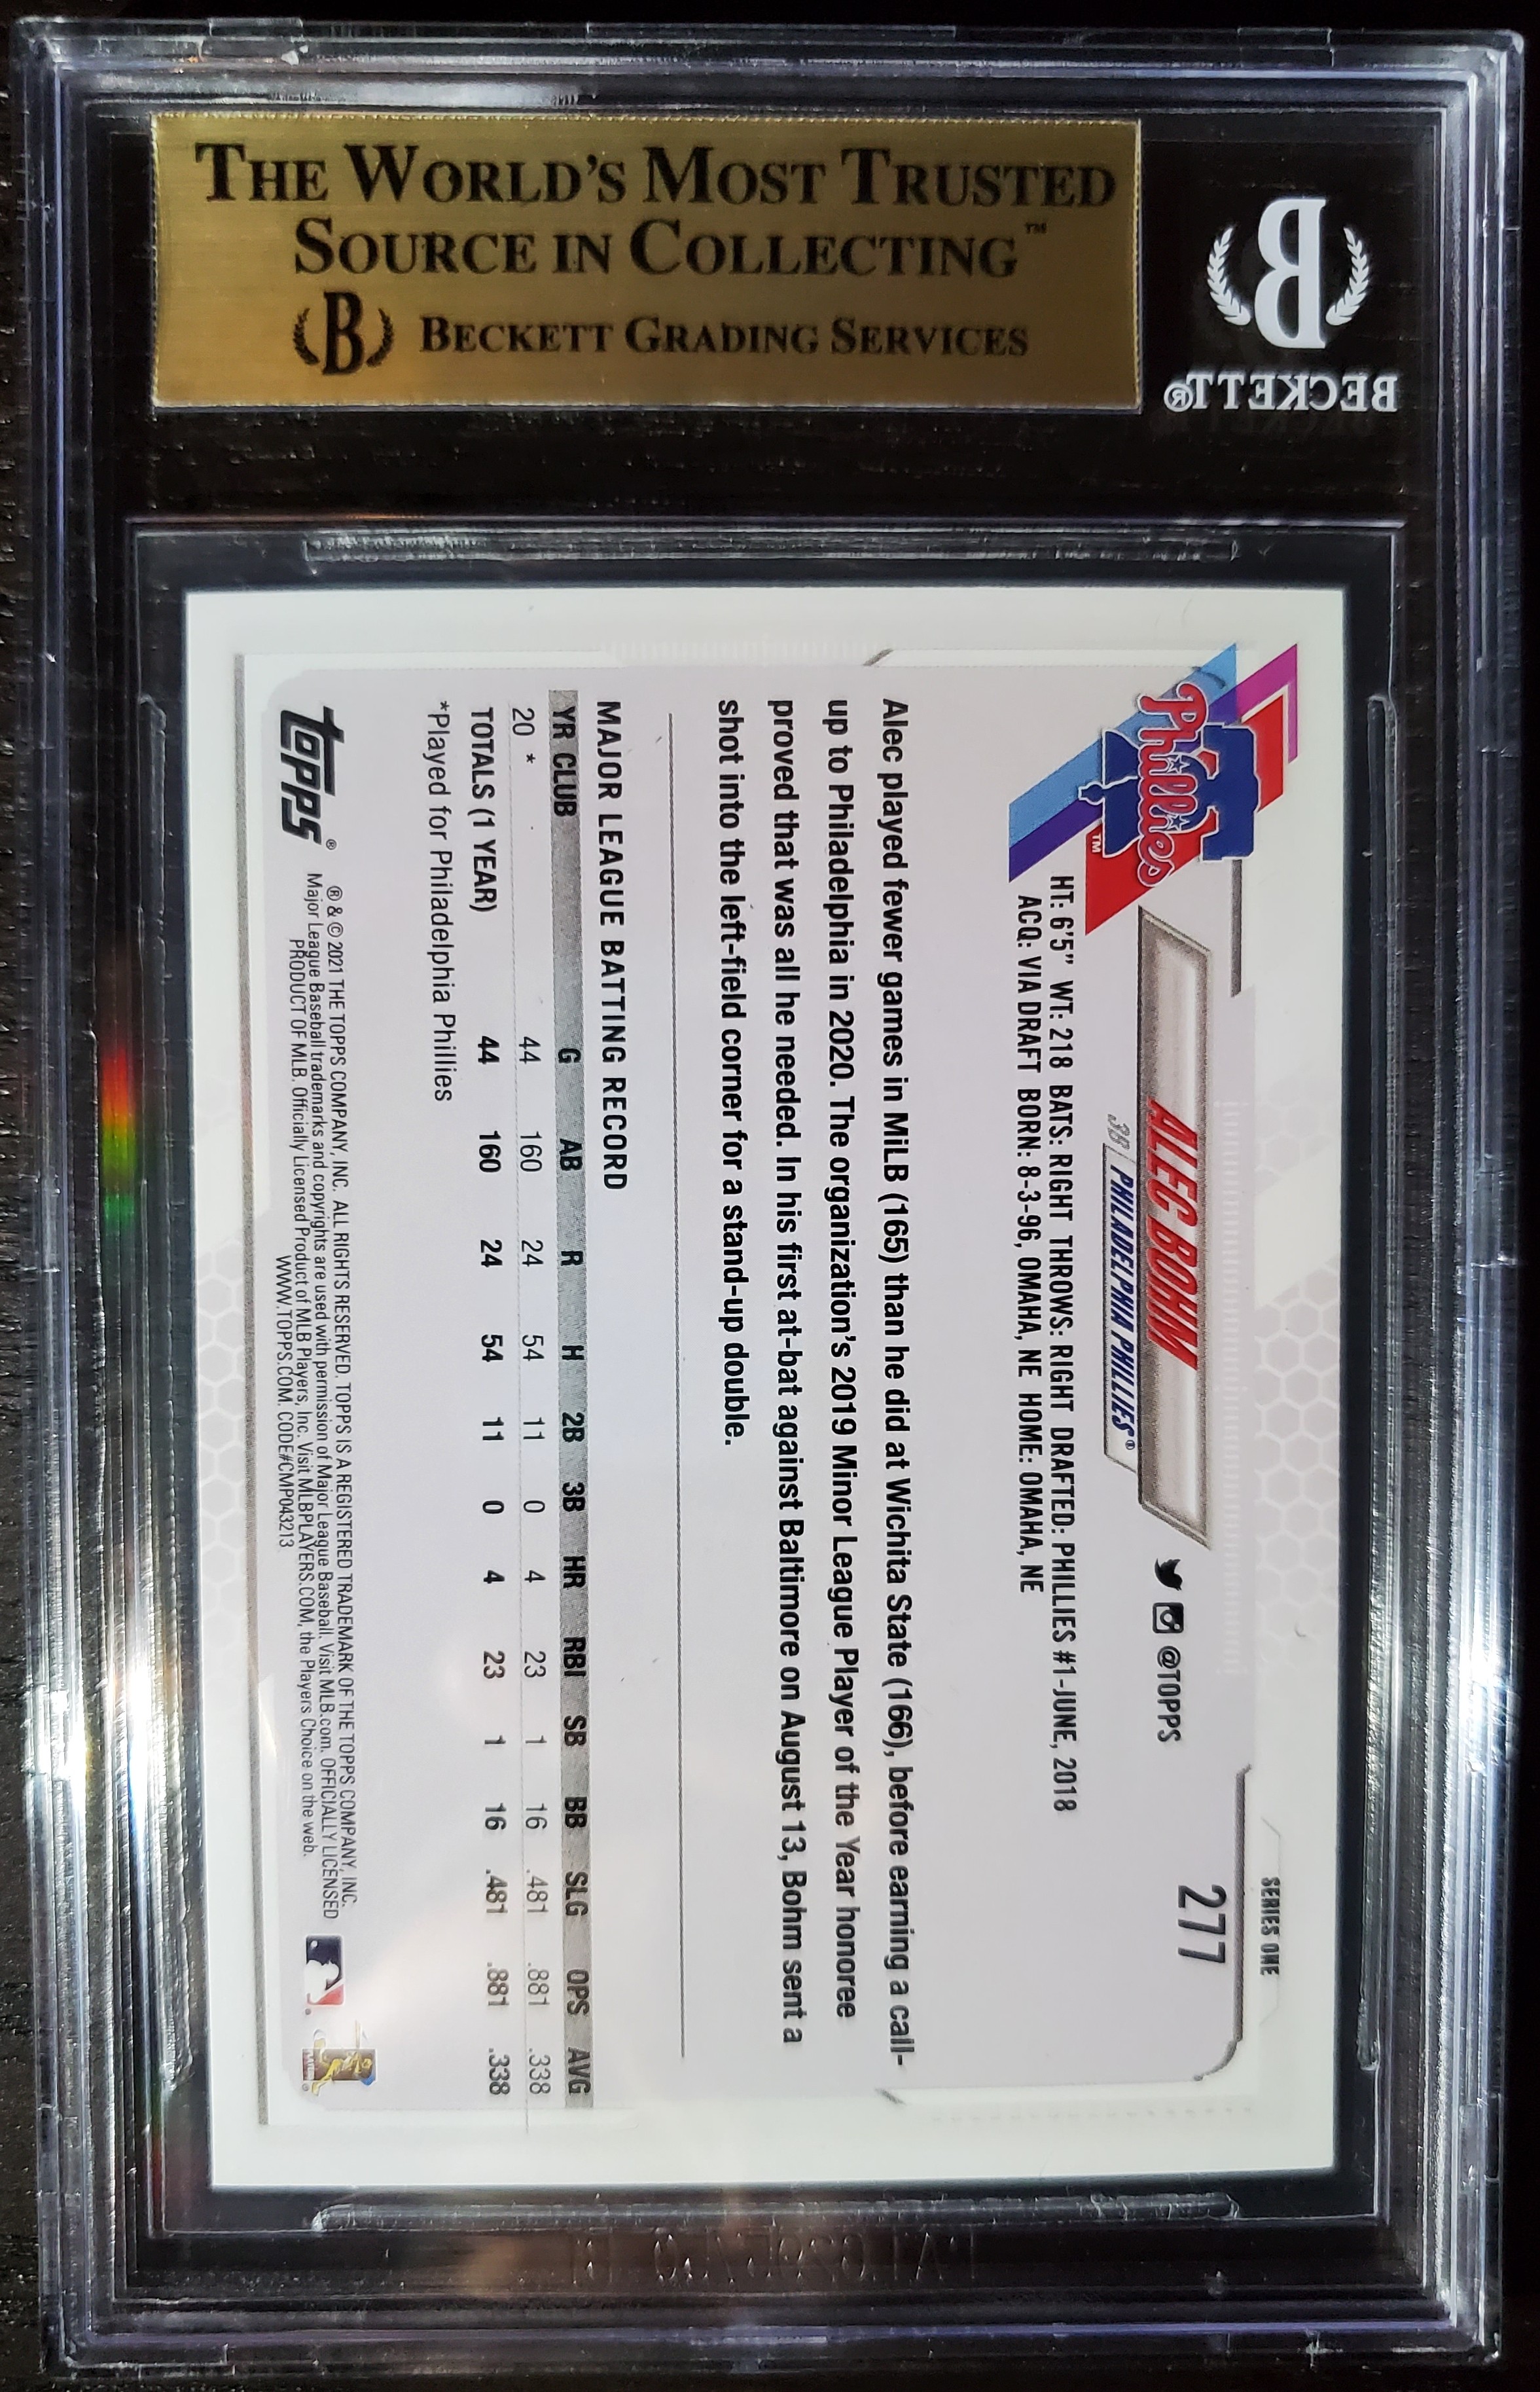 THE WORLD'S MOST TRUSTED
SOURCE IN COLLECTING™
B BECKETT GRADING SERVICES
B
BECKETT®
SERIES ONE
277
Phillies
TM
ALEC BOHM
@TOPPS
3B | PHILADELPHIA PHILLIES®
HT: 6'5" WT: 218 BATS: RIGHT THROWS: RIGHT DRAFTED: PHILLIES #1-JUNE, 2018
ACQ: VIA DRAFT BORN: 8-3-96, OMAHA, NE HOME: OMAHA, NE
Alec played fewer games in MiLB (165) than he did at Wichita State (166), before earning a call-
up to Philadelphia in 2020. The organization's 2019 Minor League Player of the Year honoree
proved that was all he needed. In his first at-bat against Baltimore on August 13, Bohm sent a
shot into the left-field corner for a stand-up double.
MAJOR LEAGUE BATTING RECORD
YR CLUB G AB R H 2B 3B HR RBI SB BB SLG OPS AVG
20 * 44 160 24 54 11 0 4 23 1 16 .481 .881 .338
TOTALS (1 YEAR) 44 160 24 54 11 0 4 23 1 16 .481 .881 .338
*Played for Philadelphia Phillies
topps®
® & © 2021 THE TOPPS COMPANY, INC. ALL RIGHTS RESERVED. TOPPS IS A REGISTERED TRADEMARK OF THE TOPPS COMPANY, INC.
Major League Baseball trademarks and copyrights are used with permission of Major League Baseball. Visit MLB.com. OFFICIALLY LICENSED
PRODUCT OF MLB. Officially Licensed Product of MLB Players, Inc. Visit MLBPLAYERS.COM, the Players Choice on the web.
WWW.TOPPS.COM. CODE#CMP043213